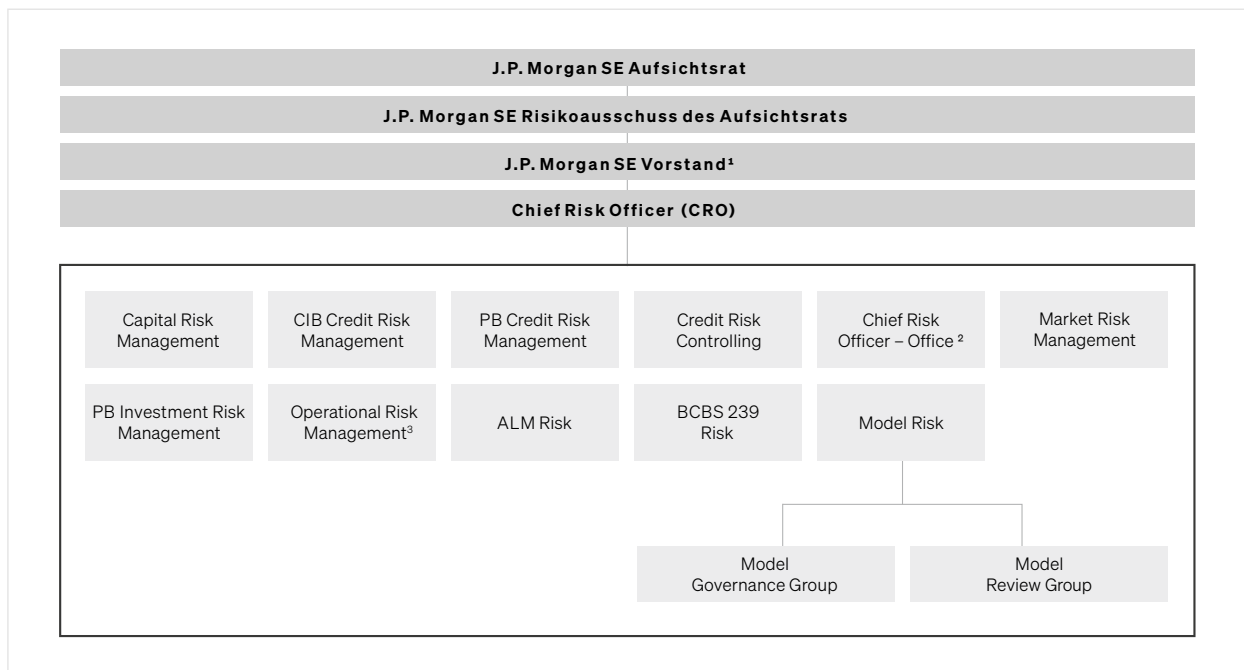 J.P. Morgan SE Aufsichtsrat
J.P. Morgan SE Risikoausschuss des Aufsichtsrats
J.P. Morgan SE Vorstand¹
Chief Risk Officer (CRO)
Capital Risk
Management
CIB Credit Risk
Management
PB Credit Risk
Management
Credit Risk
Controlling
Chief Risk
Officer – Office ²
Market Risk
Management
PB Investment Risk
Management
Operational Risk
Management³
ALM Risk
BCBS 239
Risk
Model Risk
Model
Governance Group
Model
Review Group